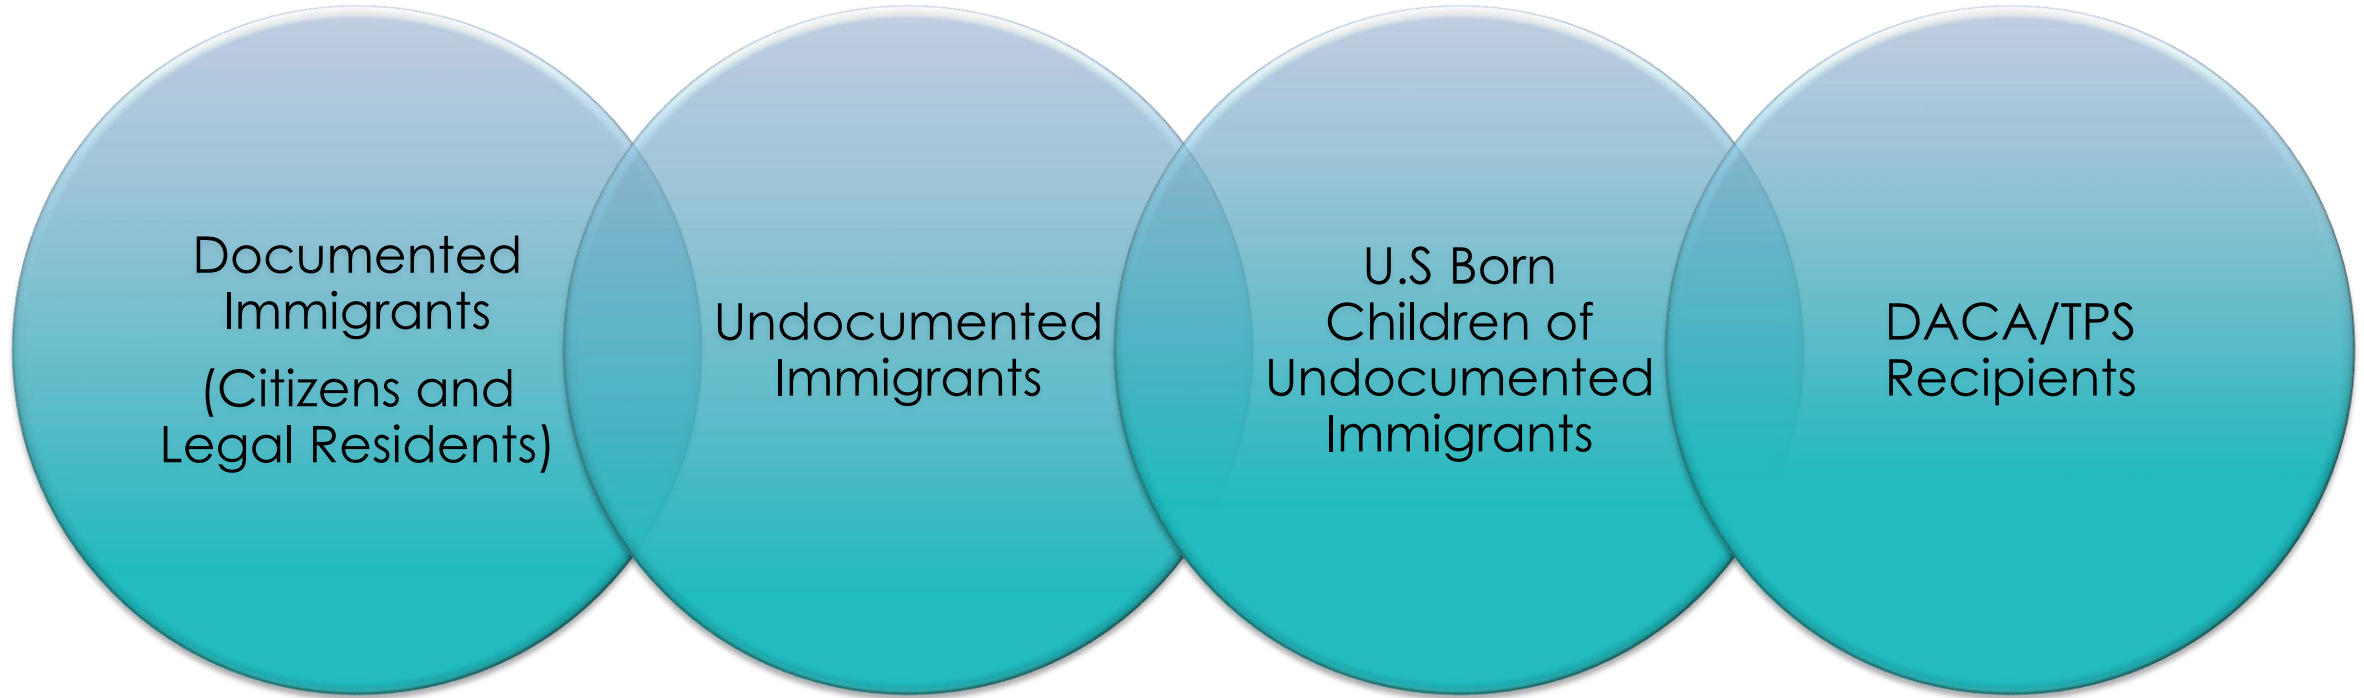 Documented
Immigrants
(Citizens and
Legal Residents)
Undocumented
Immigrants
U.S Born
Children of
Undocumented
Immigrants
DACA/TPS
Recipients